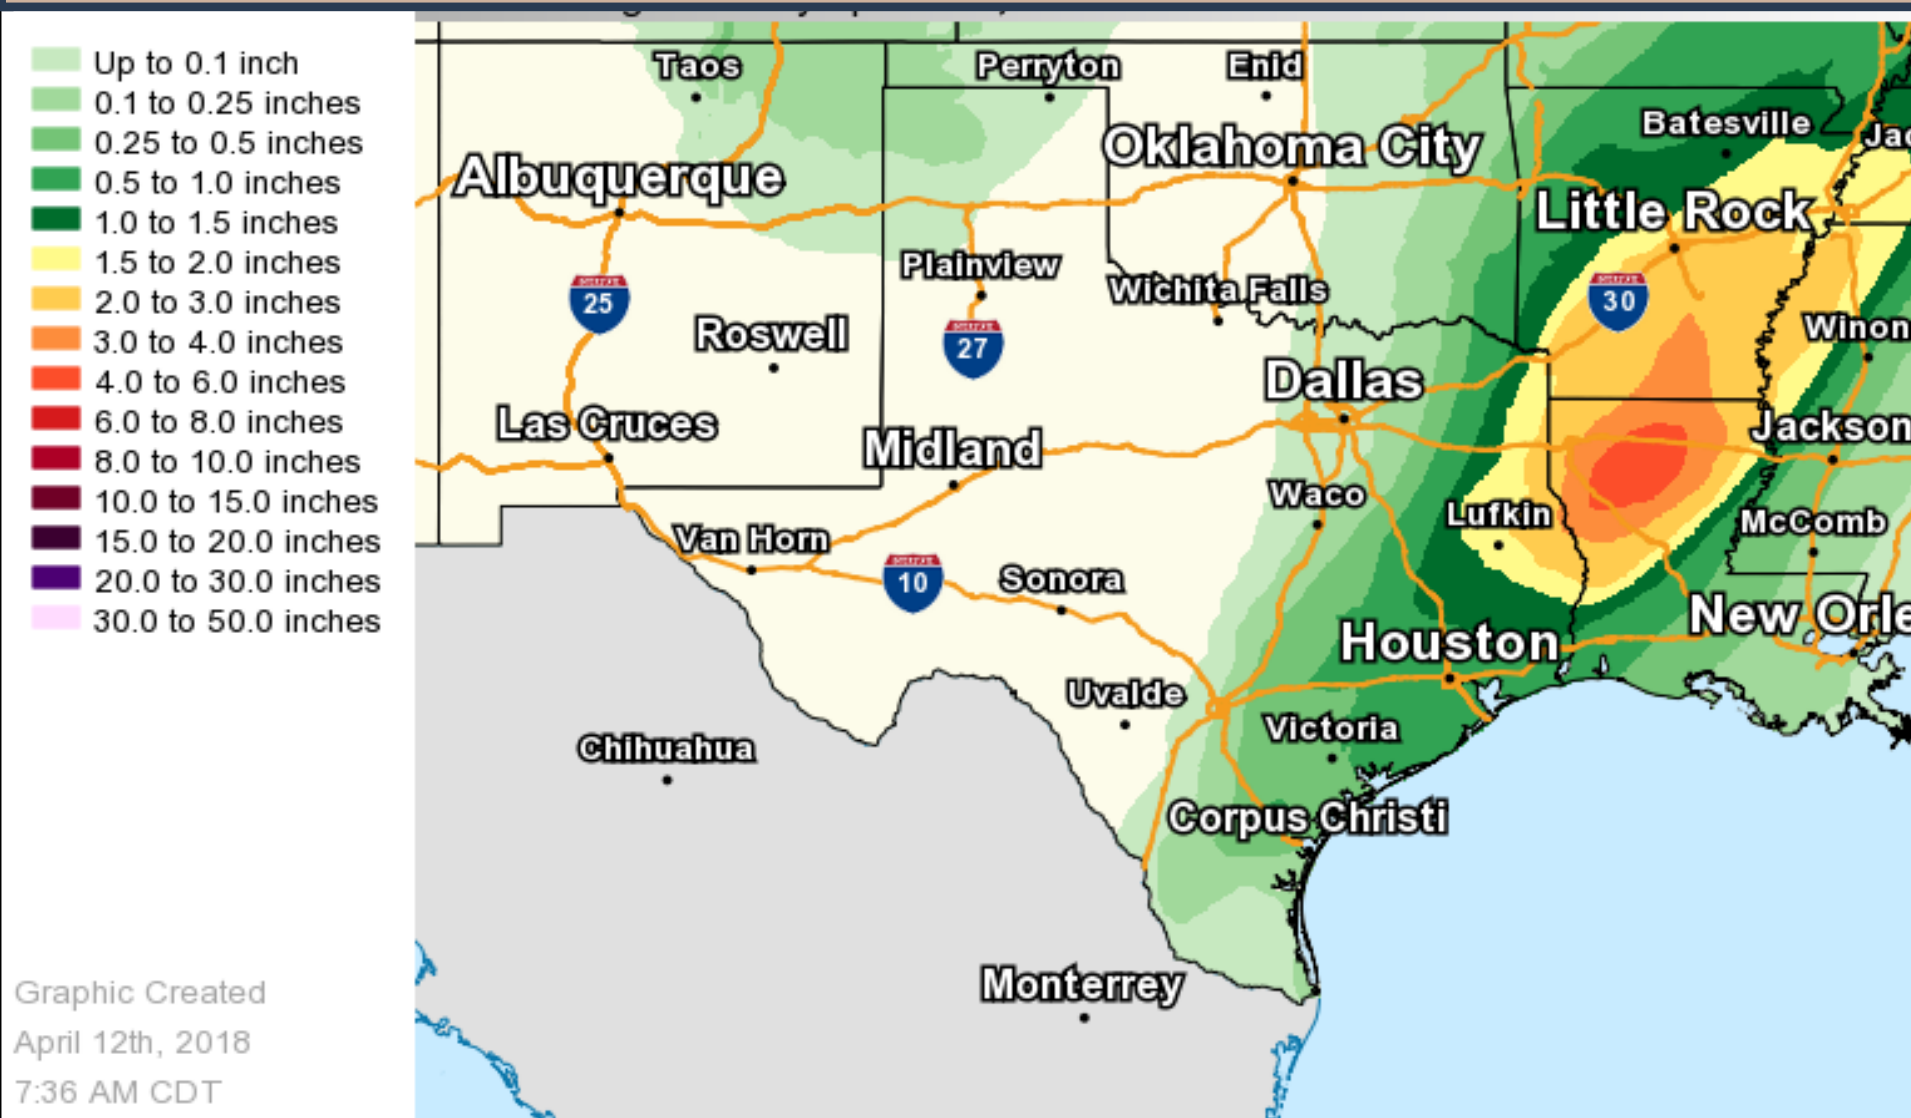 Up to 0.1 inch
0.1 to 0.25 inches
0.25 to 0.5 inches
0.5 to 1.0 inches
1.0 to 1.5 inches
1.5 to 2.0 inches
2.0 to 3.0 inches
3.0 to 4.0 inches
4.0 to 6.0 inches
6.0 to 8.0 inches
8.0 to 10.0 inches
10.0 to 15.0 inches
15.0 to 20.0 inches
20.0 to 30.0 inches
30.0 to 50.0 inches
Graphic Created
April 12th, 2018
7:36 AM CDT
Taos
Perryton
Enid
Batesville
Jac
Oklahoma City
Albuquerque
Little Rock
Plainview
Wichita Falls
25
30
Roswell
27
Winon
Dallas
Las Cruces
Midland
Jackson
Waco
Lufkin
McComb
Van Horn
10
Sonora
New Orle
Houston
Uvalde
Victoria
Chihuahua
Corpus Christi
Monterrey